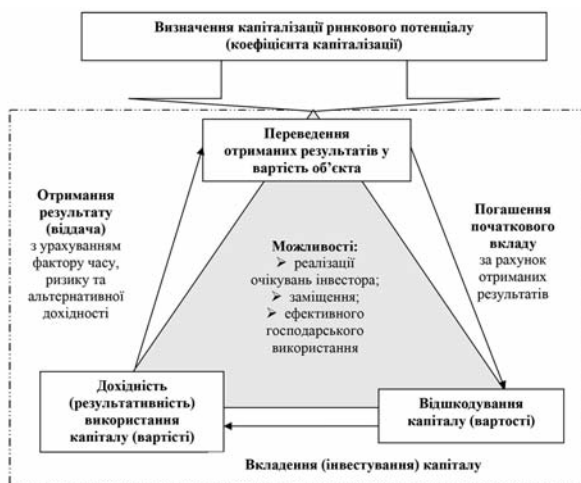 Визначення капіталізації ринкового потенціалу
(коефіцієнта капіталізації)
Переведення
отриманих результатів у
вартість об’єкта
Отримання
результату
(віддача)
з урахуванням
фактору часу,
ризику та
альтернативної
дохідності
Можливості:
➢ реалізації
очікувань інвестора;
➢ заміщення;
➢ ефективного
господарського
використання
Погашення
початкового
вкладу
за рахунок
отриманих
результатів
Дохідність
(результативність)
використання
капіталу (вартісті)
Відшкодування
капіталу (вартості)
Вкладення (інвестування) капіталу